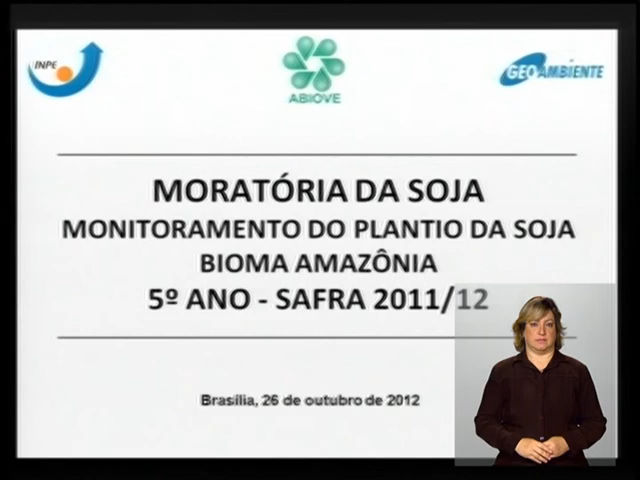 INPE
ABIOVE
GEOAMBIENTE
MORATÓRIA DA SOJA
MONITORAMENTO DO PLANTIO DA SOJA
BIOMA AMAZÔNIA
5º ANO - SAFRA 2011/12
Brasília, 26 de outubro de 2012